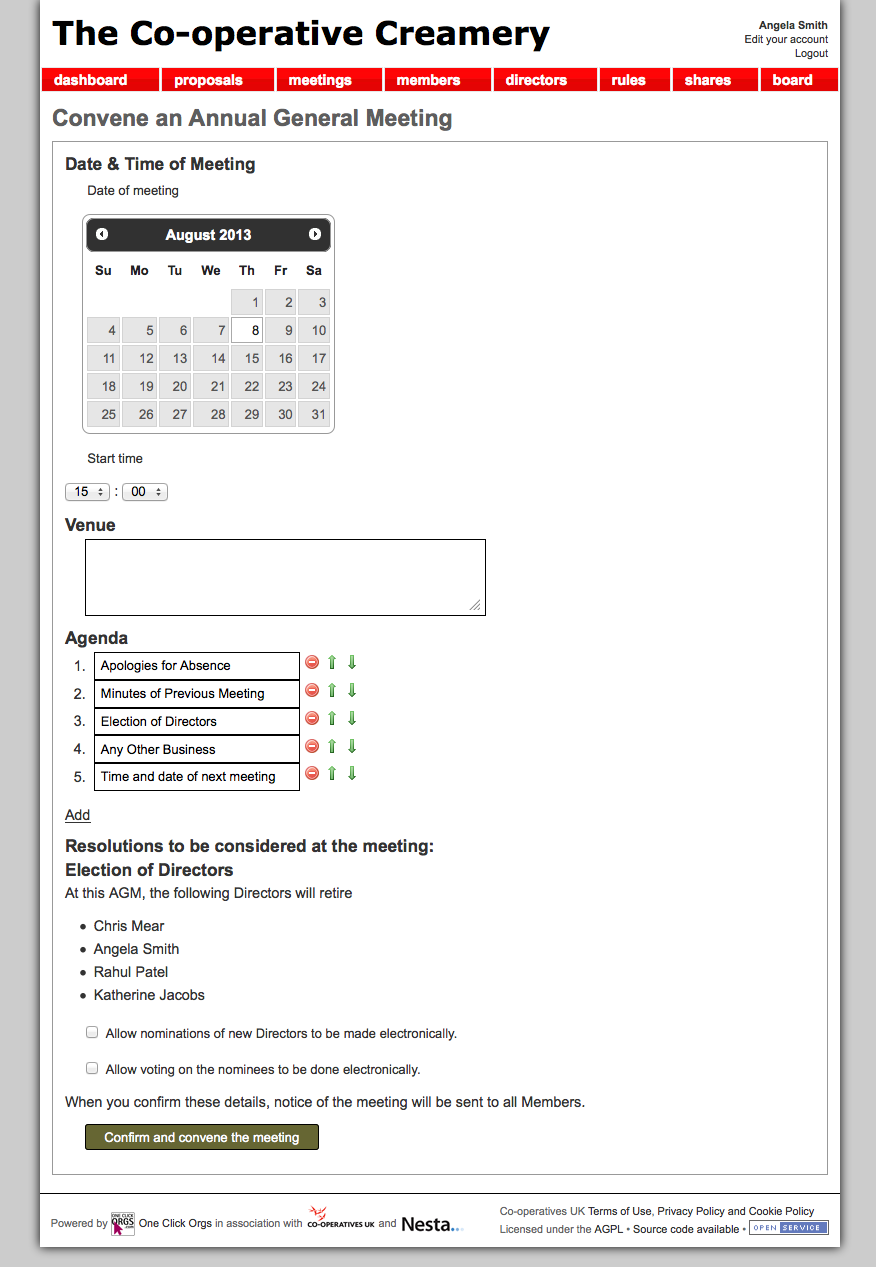 The Co-operative Creamery
Angela Smith
Edit your account
Logout
dashboard proposals meetings members directors rules shares board
Convene an Annual General Meeting
Date & Time of Meeting
Date of meeting
August 2013
Su Mo Tu We Th Fr Sa
1 2 3
4 5 6 7 8 9 10
11 12 13 14 15 16 17
18 19 20 21 22 23 24
25 26 27 28 29 30 31
Start time
15 : 00
Venue
Agenda
1. Apologies for Absence
2. Minutes of Previous Meeting
3. Election of Directors
4. Any Other Business
5. Time and date of next meeting
Add
Resolutions to be considered at the meeting:
Election of Directors
At this AGM, the following Directors will retire
• Chris Mear
• Angela Smith
• Rahul Patel
• Katherine Jacobs
Allow nominations of new Directors to be made electronically.
Allow voting on the nominees to be done electronically.
When you confirm these details, notice of the meeting will be sent to all Members.
Confirm and convene the meeting
Powered by ONE CLICK ORGS .COM One Click Orgs in association with CO-OPERATIVES UK and Nesta...
Co-operatives UK Terms of Use, Privacy Policy and Cookie Policy
Licensed under the AGPL • Source code available • OPEN SERVICE